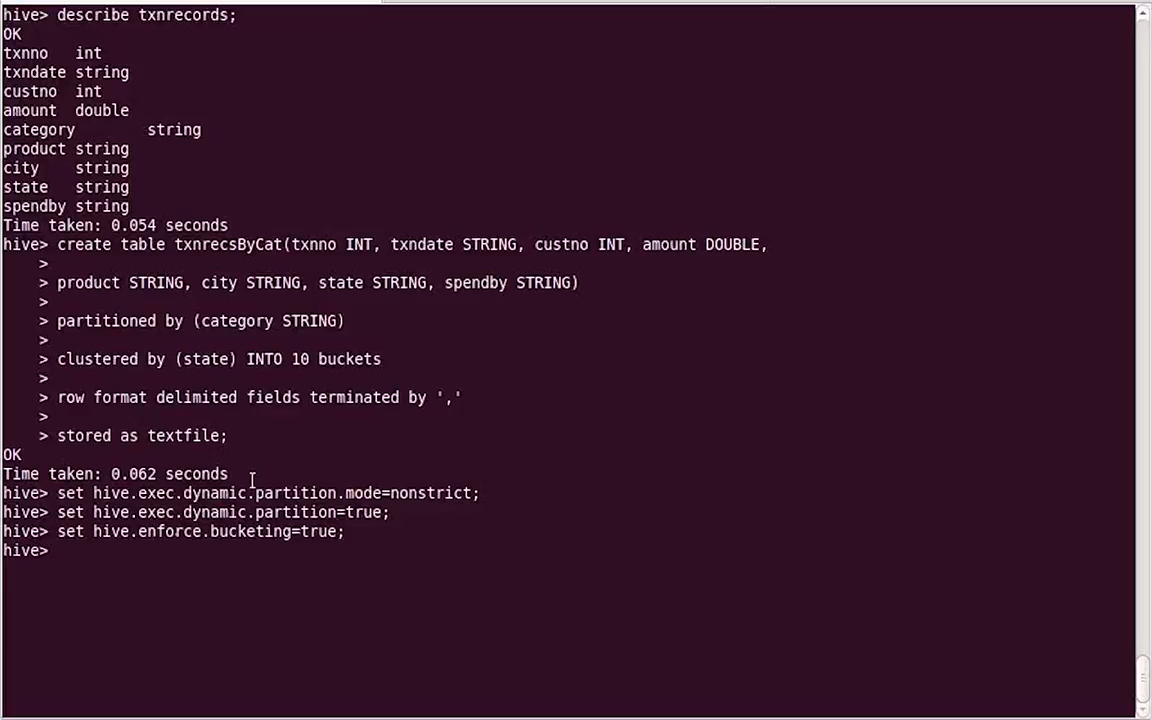 hive> describe txnrecords;
OK
txnno   int
txndate string
custno  int
amount  double
category        string
product string
city    string
state   string
spendby string
Time taken: 0.054 seconds
hive> create table txnrecsByCat(txnno INT, txndate STRING, custno INT, amount DOUBLE,
    >
    > product STRING, city STRING, state STRING, spendby STRING)
    >
    > partitioned by (category STRING)
    >
    > clustered by (state) INTO 10 buckets
    >
    > row format delimited fields terminated by ','
    >
    > stored as textfile;
OK
Time taken: 0.062 seconds
hive> set hive.exec.dynamic.partition.mode=nonstrict;
hive> set hive.exec.dynamic.partition=true;
hive> set hive.enforce.bucketing=true;
hive>